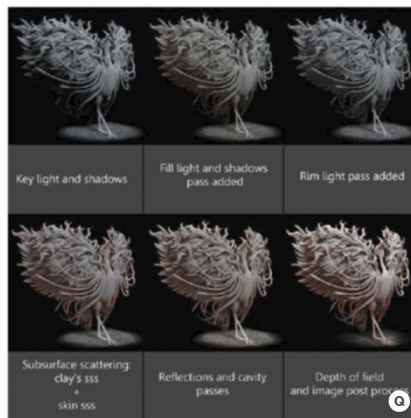 Key light and shadows
Fill light and shadows
pass added
Rim light pass added
Subsurface scattering:
clay's sss
+
skin sss
Reflections and cavity
passes
Depth of field
and image post process
Q